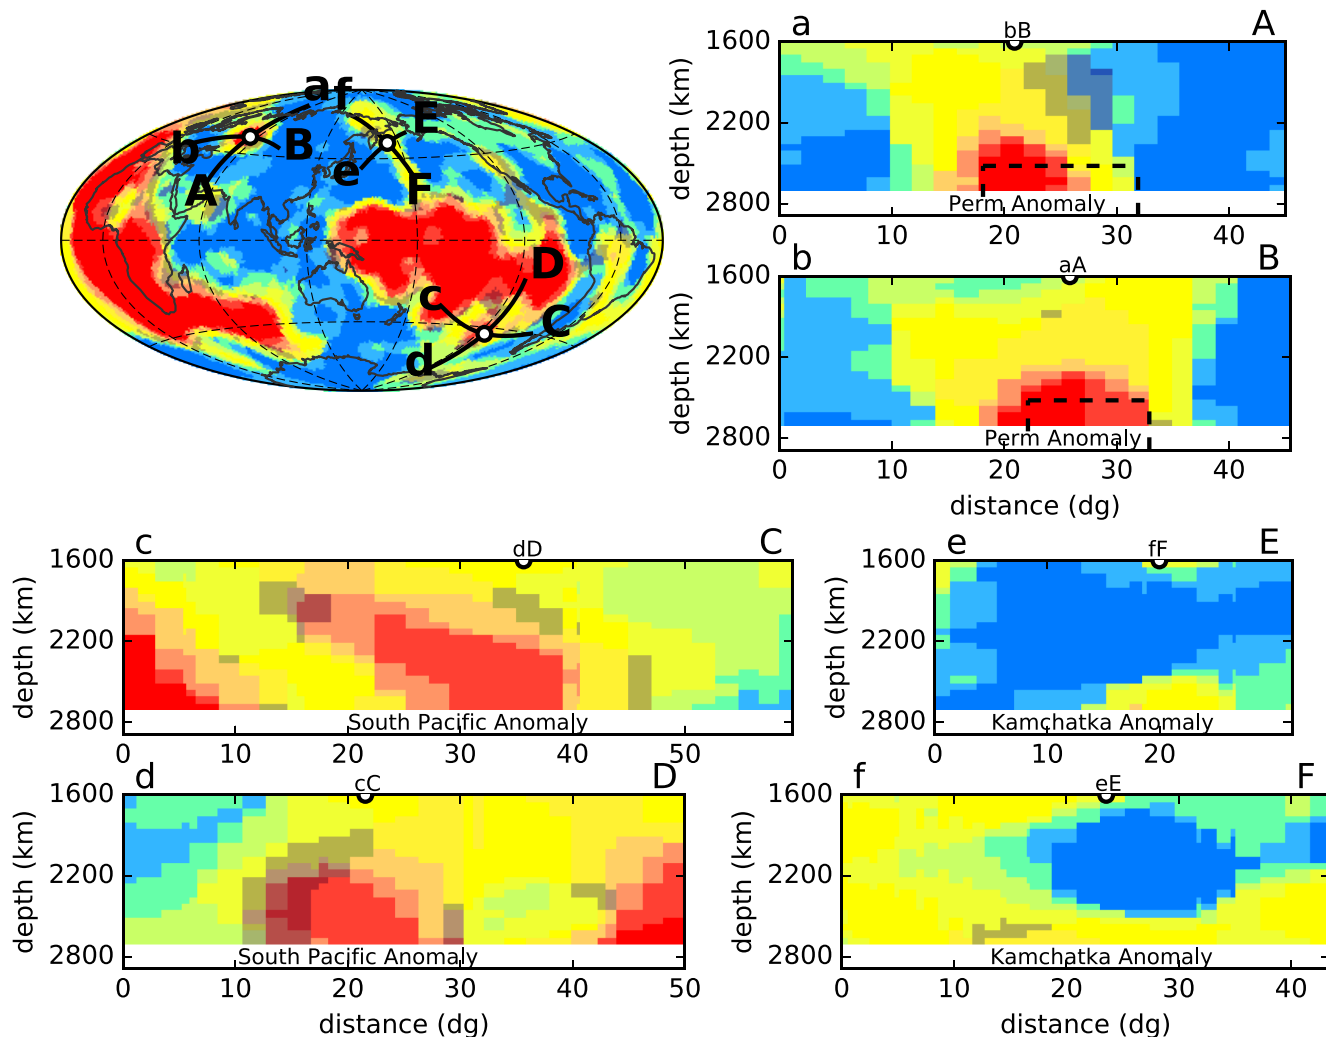 a f
E
b B
e
A F
D
c
C
d
a A
bB
1600
2200
2800
depth (km)
Perm Anomaly
0 10 20 30 40
b B
aA
1600
2200
2800
depth (km)
Perm Anomaly
0 10 20 30 40
distance (dg)
c C
dD
1600
2200
2800
depth (km)
South Pacific Anomaly
0 10 20 30 40 50
e E
fF
1600
2200
2800
depth (km)
Kamchatka Anomaly
0 10 20
d D
cC
1600
2200
2800
depth (km)
South Pacific Anomaly
0 10 20 30 40 50
distance (dg)
f F
eE
1600
2200
2800
depth (km)
Kamchatka Anomaly
0 10 20 30 40
distance (dg)